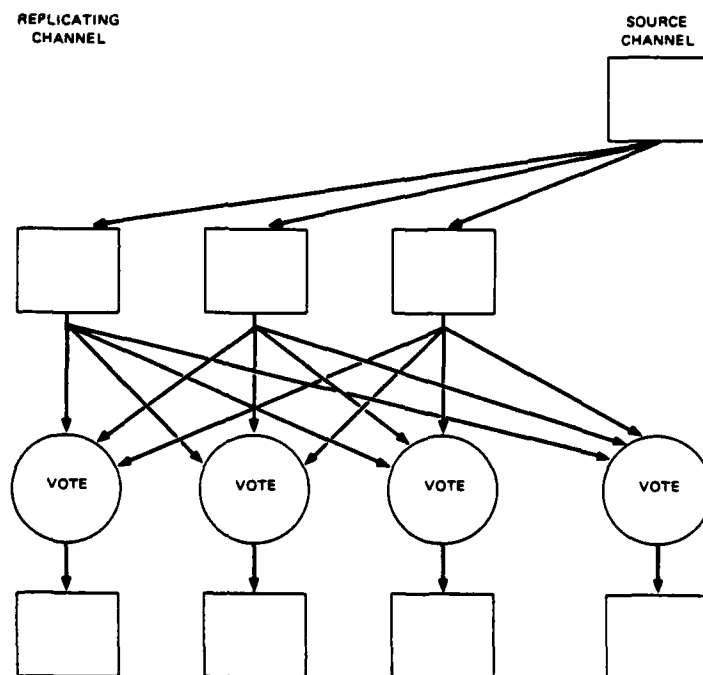 REPLICATING
CHANNEL
SOURCE
CHANNEL
VOTE
VOTE
VOTE
VOTE